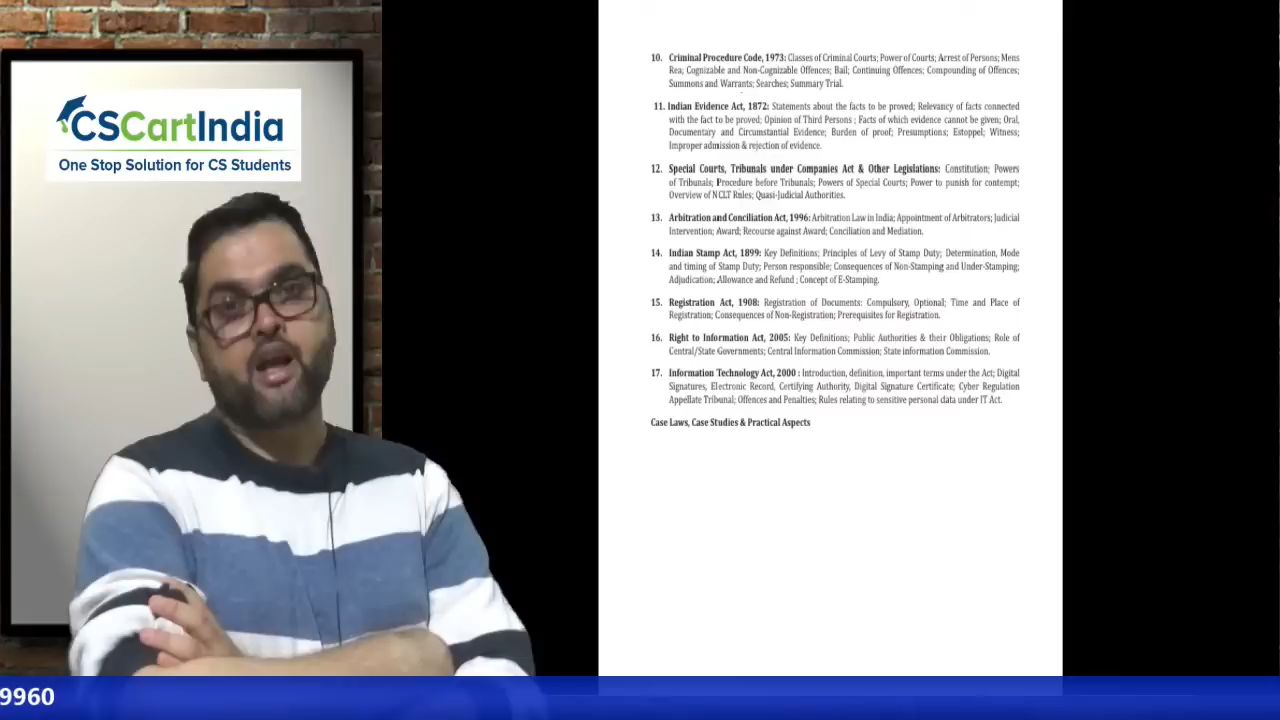 CSCartIndia
One Stop Solution for CS Students
10. Criminal Procedure Code, 1973: Classes of Criminal Courts; Power of Courts; Arrest of Persons; Mens
Rea; Cognizable and Non-Cognizable Offences; Bail; Continuing Offences; Compounding of Offences;
Summons and Warrants; Searches; Summary Trial.
11. Indian Evidence Act, 1872: Statements about the facts to be proved; Relevancy of facts connected
with the fact to be proved; Opinion of Third Persons ; Facts of which evidence cannot be given; Oral,
Documentary and Circumstantial Evidence; Burden of proof; Presumptions; Estoppel; Witness;
Improper admission & rejection of evidence.
12. Special Courts, Tribunals under Companies Act & Other Legislations: Constitution; Powers
of Tribunals; Procedure before Tribunals; Powers of Special Courts; Power to punish for contempt;
Overview of NCLT Rules; Quasi-Judicial Authorities.
13. Arbitration and Conciliation Act, 1996: Arbitration Law in India; Appointment of Arbitrators; Judicial
Intervention; Award; Recourse against Award; Conciliation and Mediation.
14. Indian Stamp Act, 1899: Key Definitions; Principles of Levy of Stamp Duty; Determination, Mode
and timing of Stamp Duty; Person responsible; Consequences of Non-Stamping and Under-Stamping;
Adjudication; Allowance and Refund ; Concept of E-Stamping.
15. Registration Act, 1908: Registration of Documents: Compulsory, Optional; Time and Place of
Registration; Consequences of Non-Registration; Prerequisites for Registration.
16. Right to Information Act, 2005: Key Definitions; Public Authorities & their Obligations; Role of
Central/State Governments; Central Information Commission; State information Commission.
17. Information Technology Act, 2000 : Introduction, definition, important terms under the Act; Digital
Signatures, Electronic Record, Certifying Authority, Digital Signature Certificate; Cyber Regulation
Appellate Tribunal; Offences and Penalties; Rules relating to sensitive personal data under IT Act.
Case Laws, Case Studies & Practical Aspects
9960